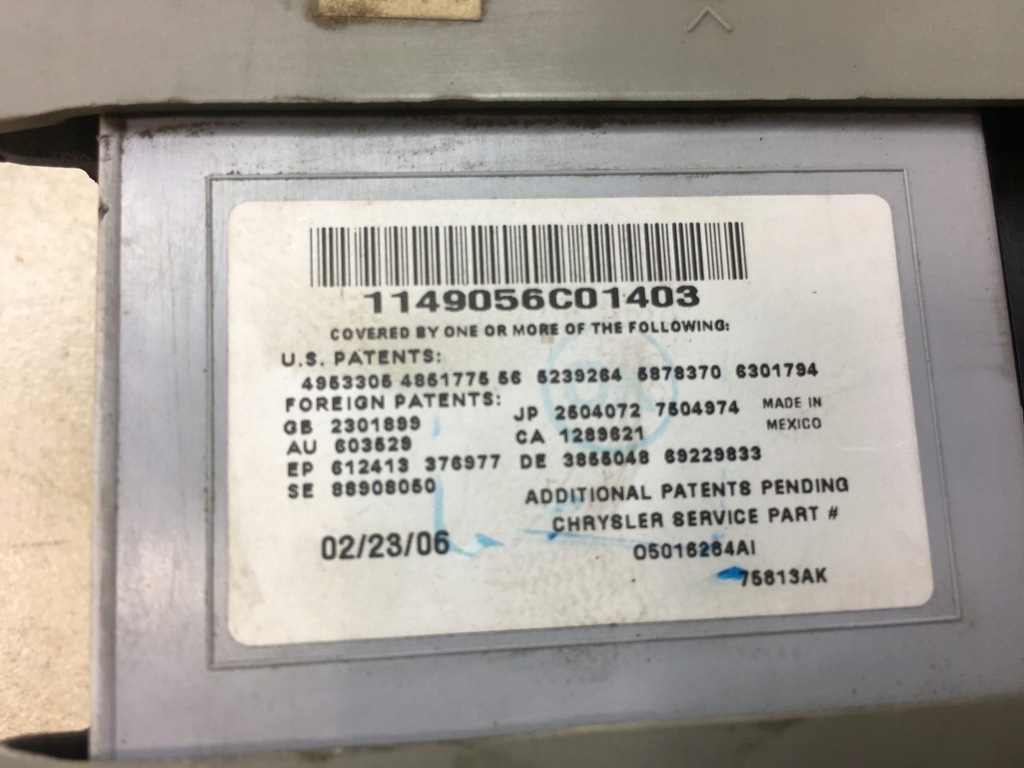 1149056C01403
COVERED BY ONE OR MORE OF THE FOLLOWING:
U.S. PATENTS:
4953305 4851775 56 5239264 5878370 6301794
FOREIGN PATENTS:
GB 2301899 JP 2504072 7504974 MADE IN
AU 603529 CA 1289621 MEXICO
EP 612413 376977 DE 3855048 69229833
SE 88908050
ADDITIONAL PATENTS PENDING
CHRYSLER SERVICE PART #
02/23/06 05016284AI
75813AK